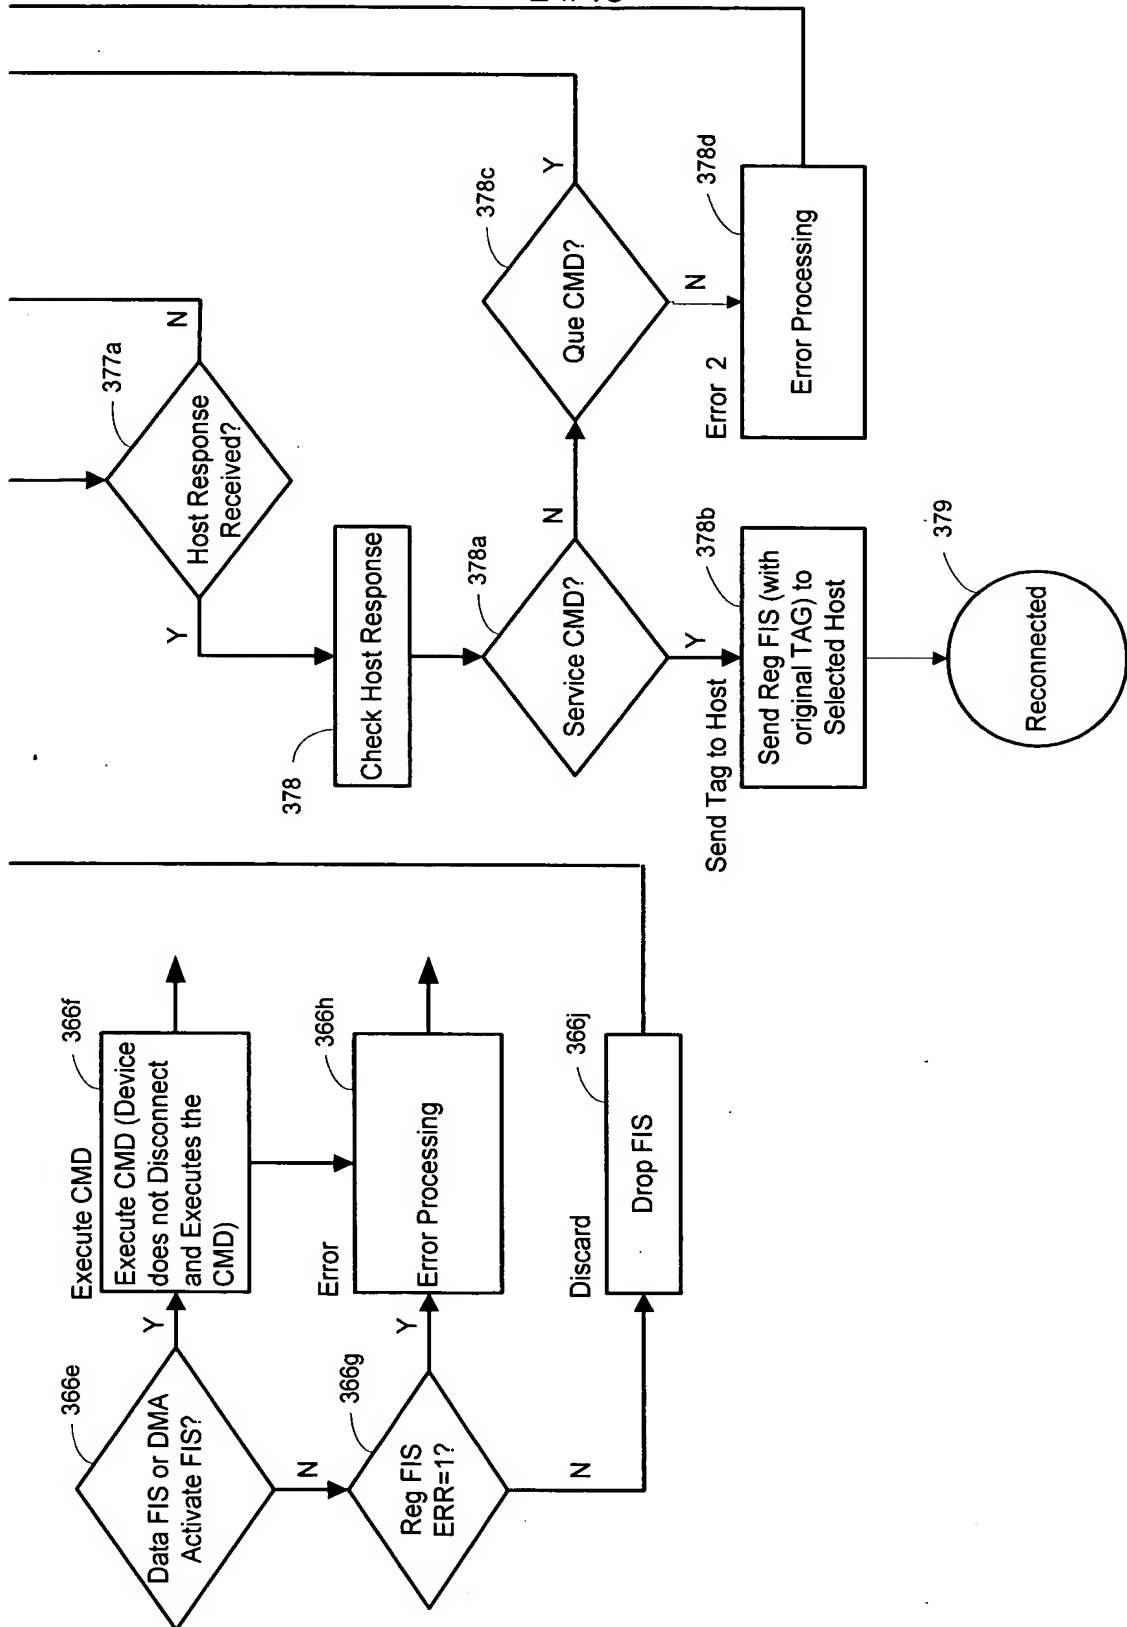 366e
Data FIS or DMA
Activate FIS?
Y
N
Execute CMD
366f
Execute CMD (Device
does not Disconnect
and Executes the
CMD)
366g
Reg FIS
ERR=1?
Y
N
Error
366h
Error Processing
Discard
366j
Drop FIS
377a
Host Response
Received?
Y
N
378
Check Host Response
378a
Service CMD?
N
Y
378c
Que CMD?
Y
N
Send Tag to Host
378b
Send Reg FIS (with
original TAG) to
Selected Host
Error 2
378d
Error Processing
379
Reconnected